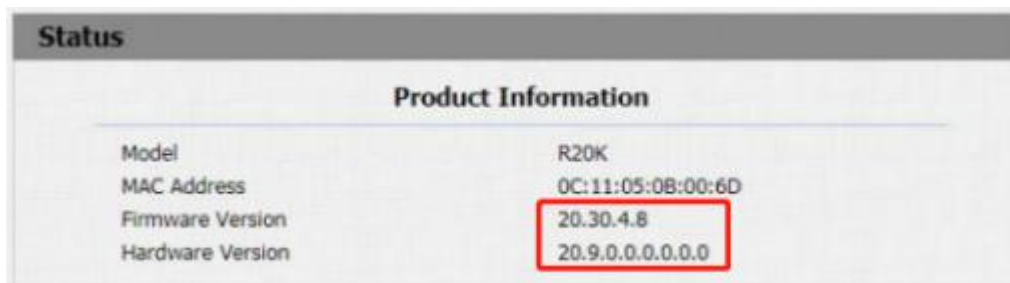 Status
Product Information
Model R20K
MAC Address 0C:11:05:0B:00:6D
Firmware Version 20.30.4.8
Hardware Version 20.9.0.0.0.0.0.0